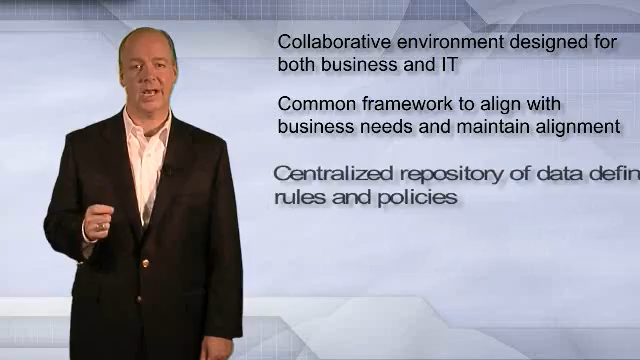 Collaborative environment designed for
both business and IT
Common framework to align with
business needs and maintain alignment
Centralized repository of data defin
rules and policies